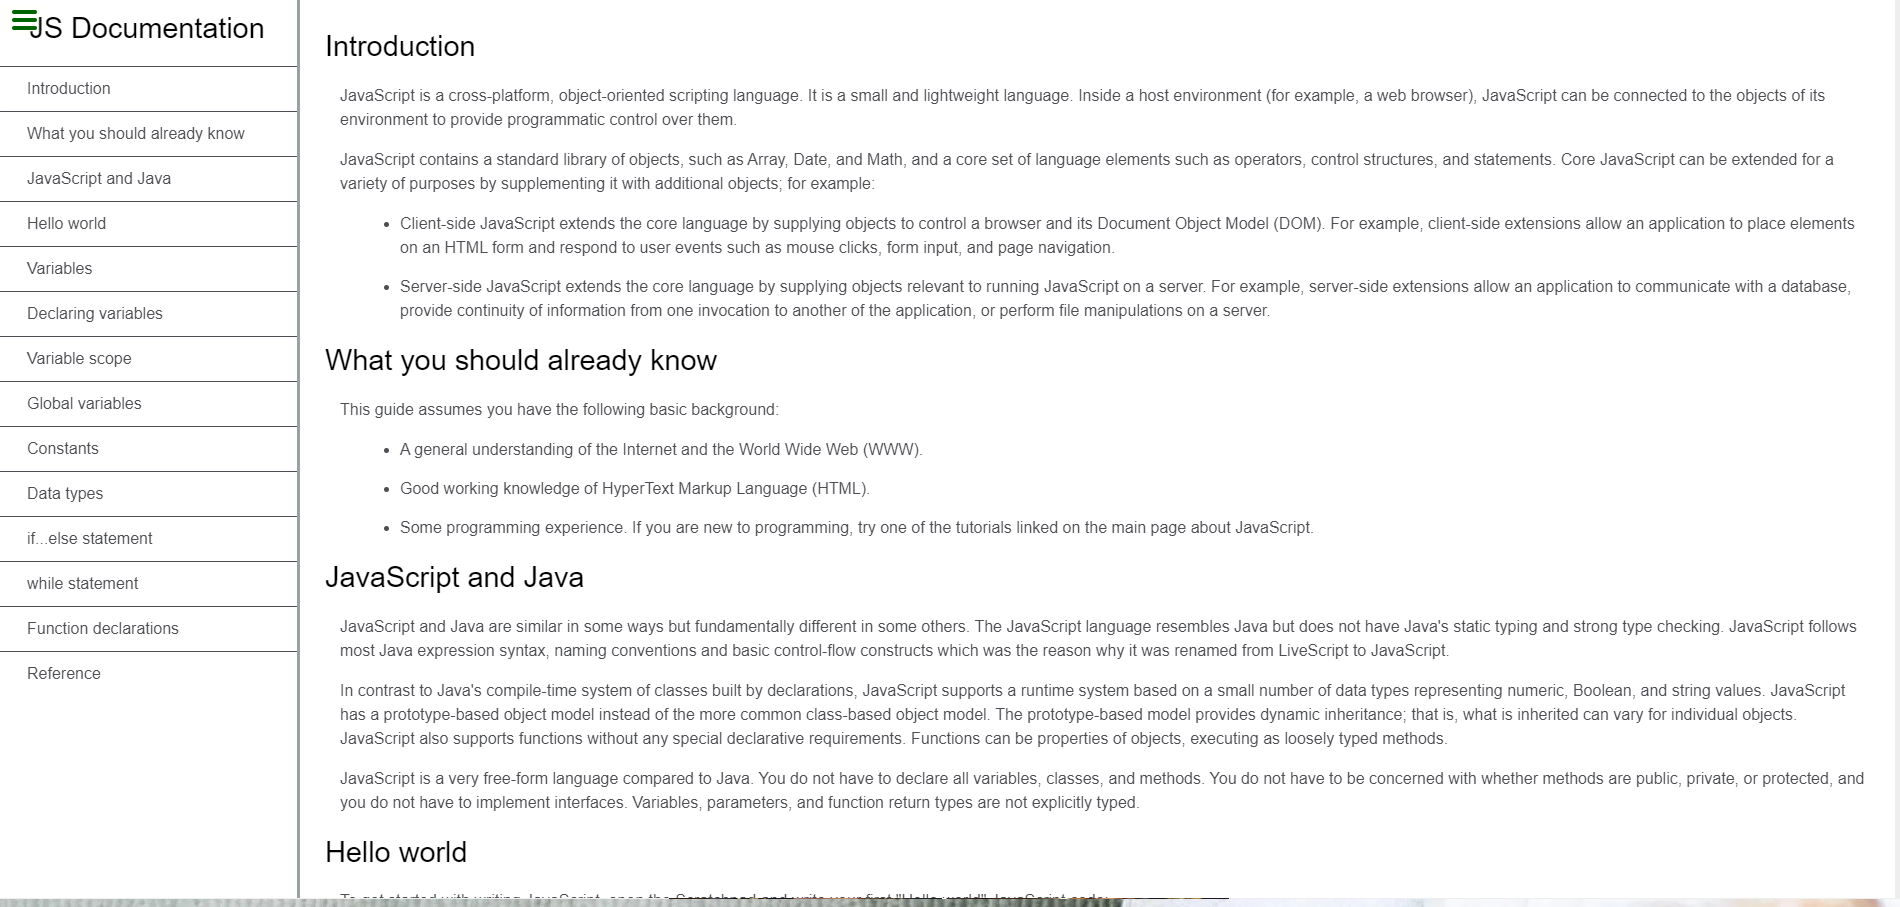 JS Documentation
Introduction
What you should already know
JavaScript and Java
Hello world
Variables
Declaring variables
Variable scope
Global variables
Constants
Data types
if...else statement
while statement
Function declarations
Reference
Introduction
JavaScript is a cross-platform, object-oriented scripting language. It is a small and lightweight language. Inside a host environment (for example, a web browser), JavaScript can be connected to the objects of its
environment to provide programmatic control over them.
JavaScript contains a standard library of objects, such as Array, Date, and Math, and a core set of language elements such as operators, control structures, and statements. Core JavaScript can be extended for a
variety of purposes by supplementing it with additional objects; for example:
• Client-side JavaScript extends the core language by supplying objects to control a browser and its Document Object Model (DOM). For example, client-side extensions allow an application to place elements
on an HTML form and respond to user events such as mouse clicks, form input, and page navigation.
• Server-side JavaScript extends the core language by supplying objects relevant to running JavaScript on a server. For example, server-side extensions allow an application to communicate with a database,
provide continuity of information from one invocation to another of the application, or perform file manipulations on a server.
What you should already know
This guide assumes you have the following basic background:
• A general understanding of the Internet and the World Wide Web (WWW).
• Good working knowledge of HyperText Markup Language (HTML).
• Some programming experience. If you are new to programming, try one of the tutorials linked on the main page about JavaScript.
JavaScript and Java
JavaScript and Java are similar in some ways but fundamentally different in some others. The JavaScript language resembles Java but does not have Java's static typing and strong type checking. JavaScript follows
most Java expression syntax, naming conventions and basic control-flow constructs which was the reason why it was renamed from LiveScript to JavaScript.
In contrast to Java's compile-time system of classes built by declarations, JavaScript supports a runtime system based on a small number of data types representing numeric, Boolean, and string values. JavaScript
has a prototype-based object model instead of the more common class-based object model. The prototype-based model provides dynamic inheritance; that is, what is inherited can vary for individual objects.
JavaScript also supports functions without any special declarative requirements. Functions can be properties of objects, executing as loosely typed methods.
JavaScript is a very free-form language compared to Java. You do not have to declare all variables, classes, and methods. You do not have to be concerned with whether methods are public, private, or protected, and
you do not have to implement interfaces. Variables, parameters, and function return types are not explicitly typed.
Hello world
To get started with writing JavaScript, open the Scratchpad and write your first "Hello world" JavaScript code: